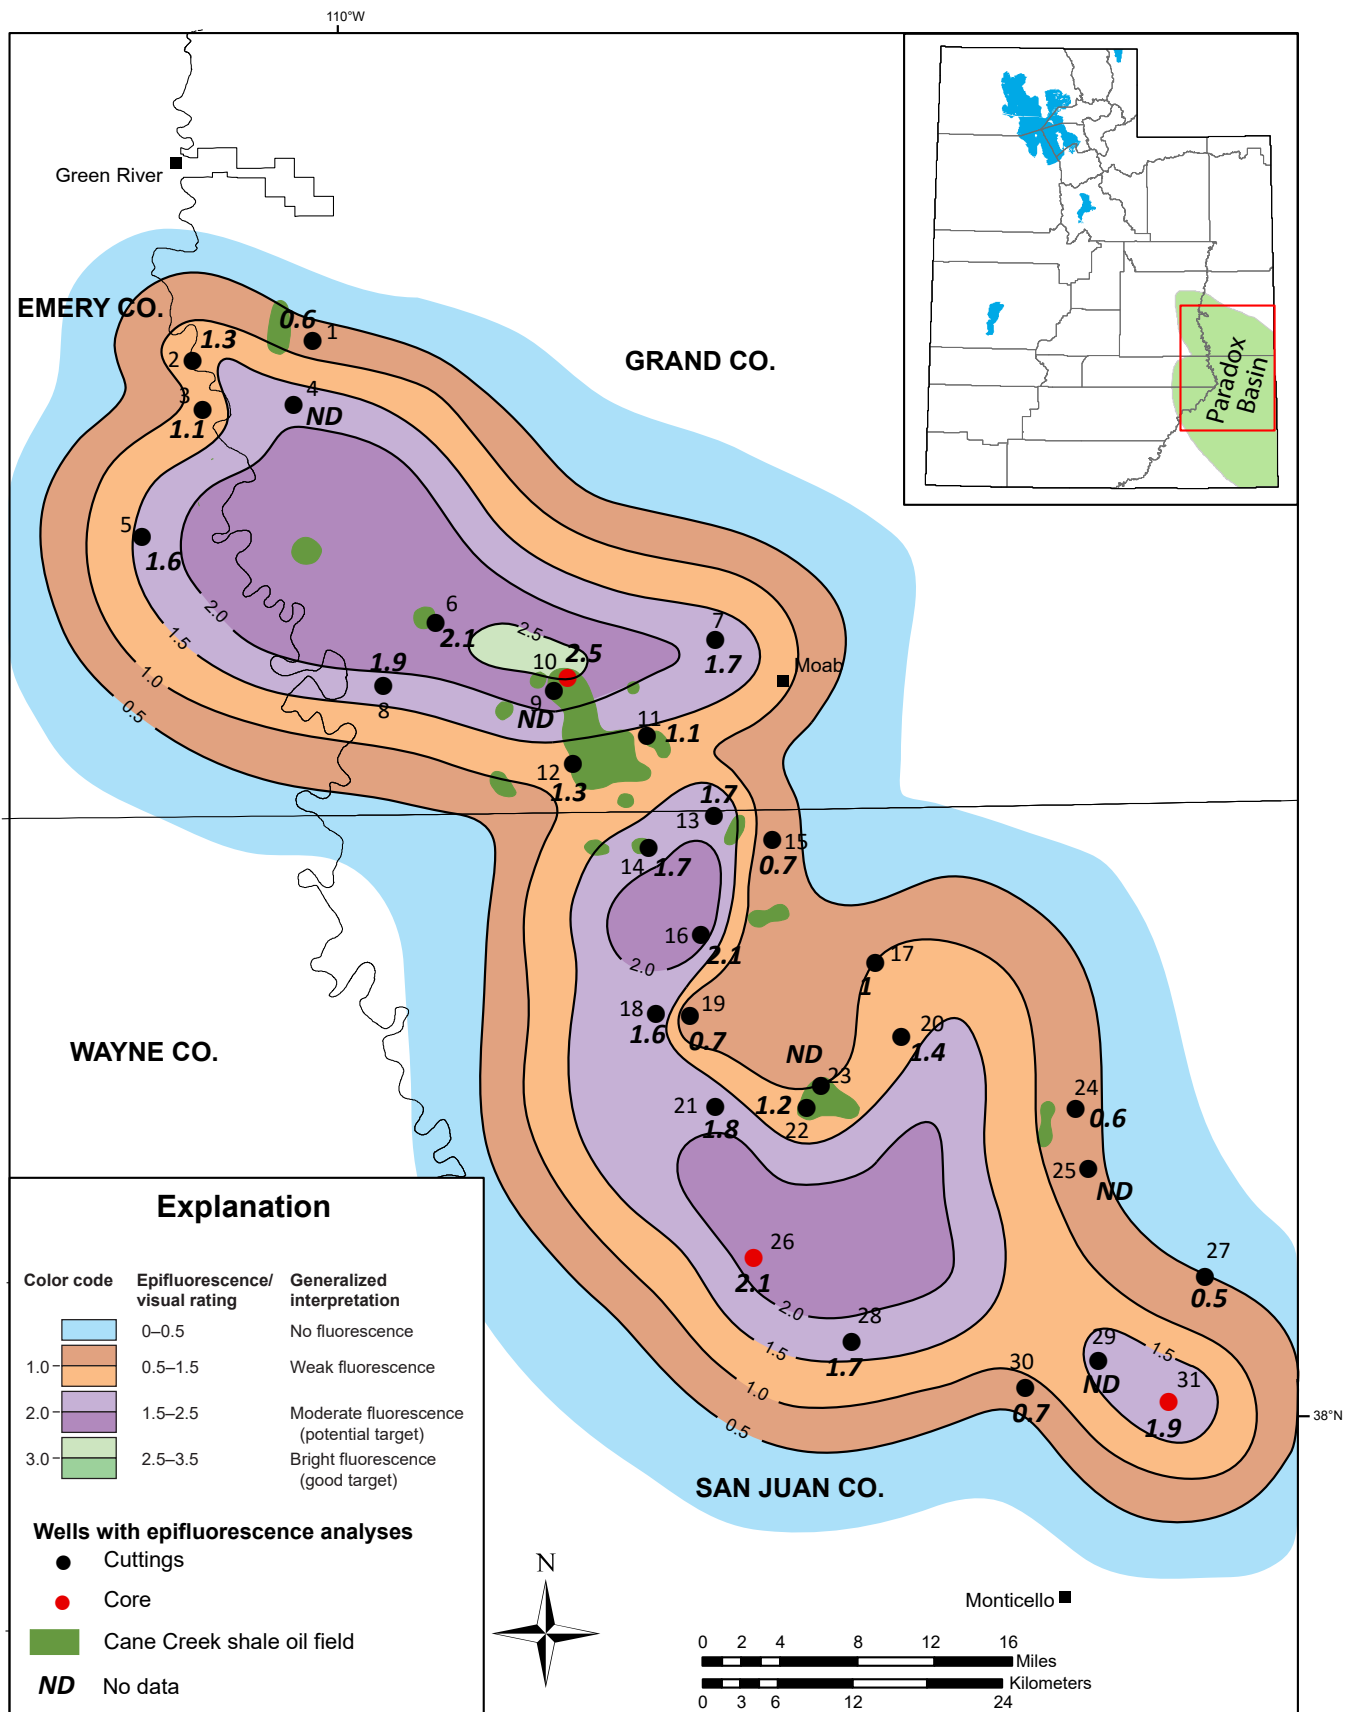 110°W
Green River
EMERY CO.
GRAND CO.
Paradox
Basin
0.6
1
1.3
2
3
1.1
4
ND
5
1.6
2.0
1.5
1.0
0.5
6
2.1
2.5
7
1.7
Moab
1.9
8
10
2.5
9
ND
11
1.1
12
1.3
1.7
13
14
1.7
15
0.7
16
2.1
2.0
17
1
18
1.6
19
0.7
20
1.4
ND
23
1.2
22
21
1.8
24
0.6
25
ND
WAYNE CO.
26
2.1
27
0.5
2.0
28
1.7
1.5
1.0
0.5
29
ND
1.5
30
0.7
31
1.9
38°N
SAN JUAN CO.
Monticello
Explanation
Color code
Epifluorescence/
visual rating
Generalized
interpretation
0–0.5
No fluorescence
1.0
0.5–1.5
Weak fluorescence
2.0
1.5–2.5
Moderate fluorescence
(potential target)
3.0
2.5–3.5
Bright fluorescence
(good target)
Wells with epifluorescence analyses
Cuttings
Core
Cane Creek shale oil field
ND No data
N
0 2 4 8 12 16
Miles
Kilometers
0 3 6 12 24